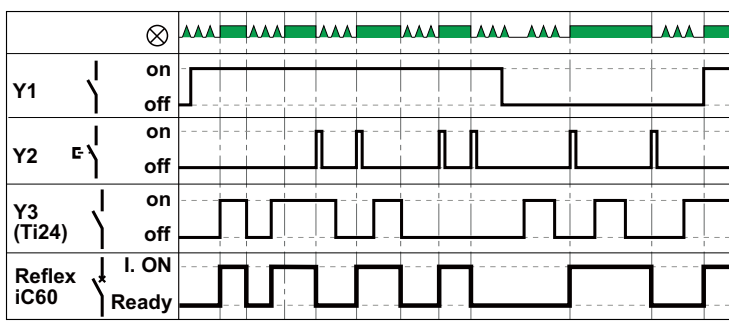 Y1
on
off
Y2
on
off
Y3
(Ti24)
on
off
Reflex
iC60
I. ON
Ready